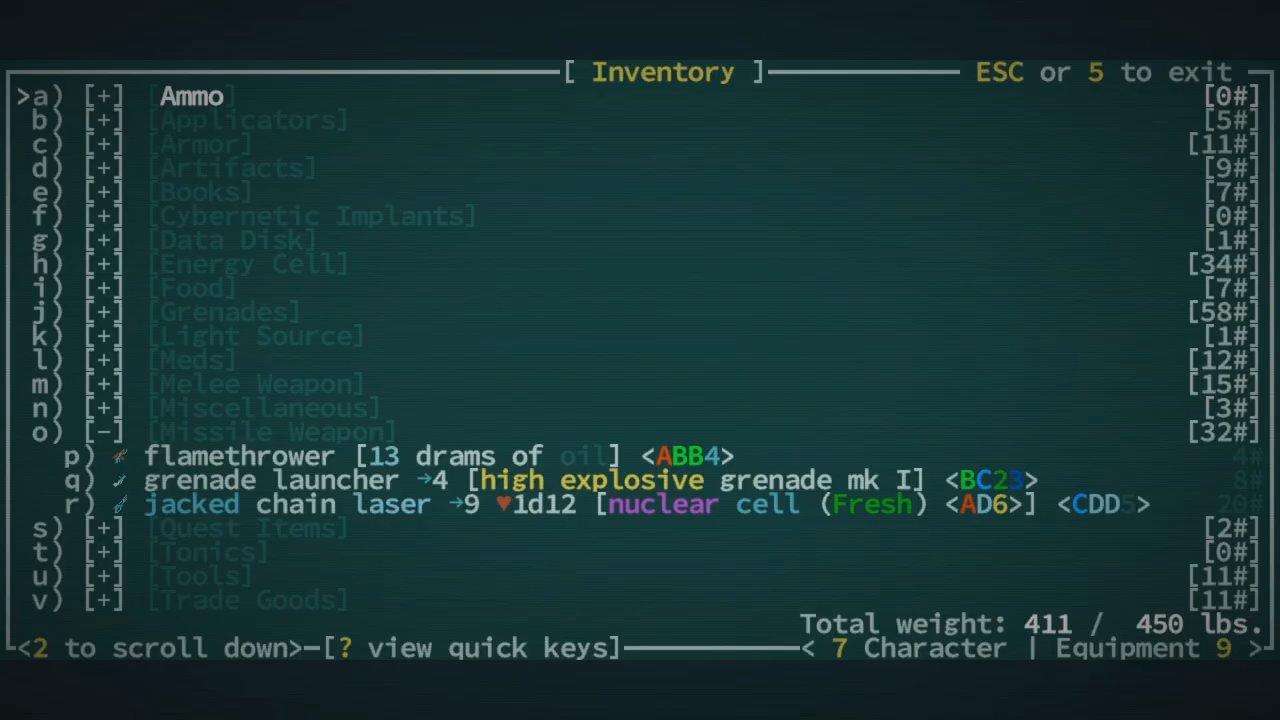 [ Inventory ] ESC or 5 to exit
>a) [+] [Ammo] [0#]
b) [+] [Applicators] [5#]
c) [+] [Armor] [11#]
d) [+] [Artifacts] [9#]
e) [+] [Books] [7#]
f) [+] [Cybernetic Implants] [0#]
g) [+] [Data Disk] [1#]
h) [+] [Energy Cell] [34#]
i) [+] [Food] [7#]
j) [+] [Grenades] [58#]
k) [+] [Light Source] [1#]
l) [+] [Meds] [12#]
m) [+] [Melee Weapon] [15#]
n) [+] [Miscellaneous] [3#]
o) [-] [Missile Weapon] [32#]
p) flamethrower [13 drams of oil] <ABB4> 4#
q) grenade launcher →4 [high explosive grenade mk I] <BC23> 8#
r) jacked chain laser →9 ♥1d12 [nuclear cell (Fresh) <AD6>] <CDD5> 20#
s) [+] [Quest Items] [2#]
t) [+] [Tonics] [0#]
u) [+] [Tools] [11#]
v) [+] [Trade Goods] [11#]
Total weight: 411 / 450 lbs.
<2 to scroll down> [? view quick keys] < 7 Character | Equipment 9 >